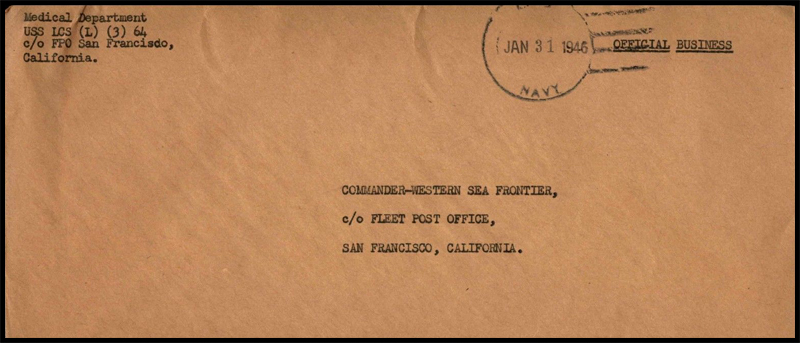 Medical Department
USS LCS (L) (3) 64
c/o FPO San Francisdo,
California.
JAN 31 1946
NAVY
OFFICIAL BUSINESS
COMMANDER-WESTERN SEA FRONTIER,
c/o FLEET POST OFFICE,
SAN FRANCISCO, CALIFORNIA.